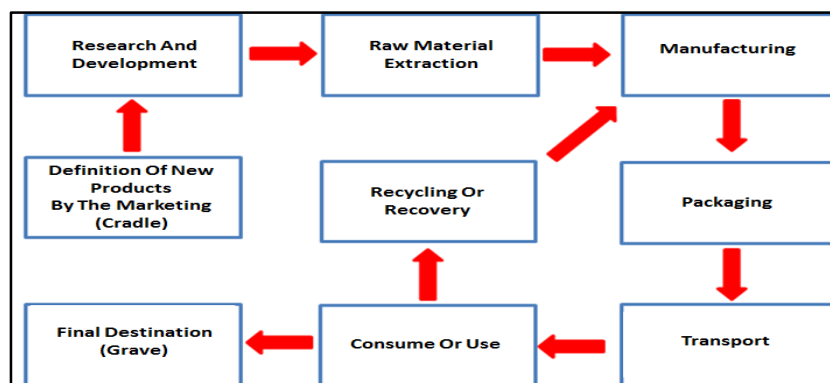 Research And
Development
Raw Material
Extraction
Manufacturing
Definition Of New
Products
By The Marketing
(Cradle)
Recycling Or
Recovery
Packaging
Final Destination
(Grave)
Consume Or Use
Transport